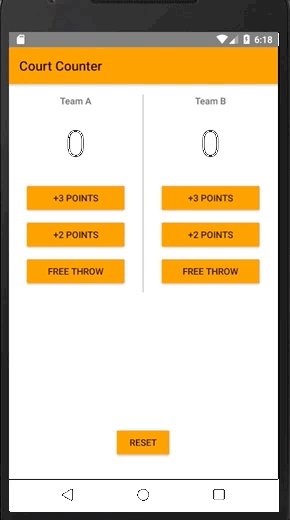 6:18
Court Counter
Team A
Team B
0
0
+3 POINTS
+3 POINTS
+2 POINTS
+2 POINTS
FREE THROW
FREE THROW
RESET